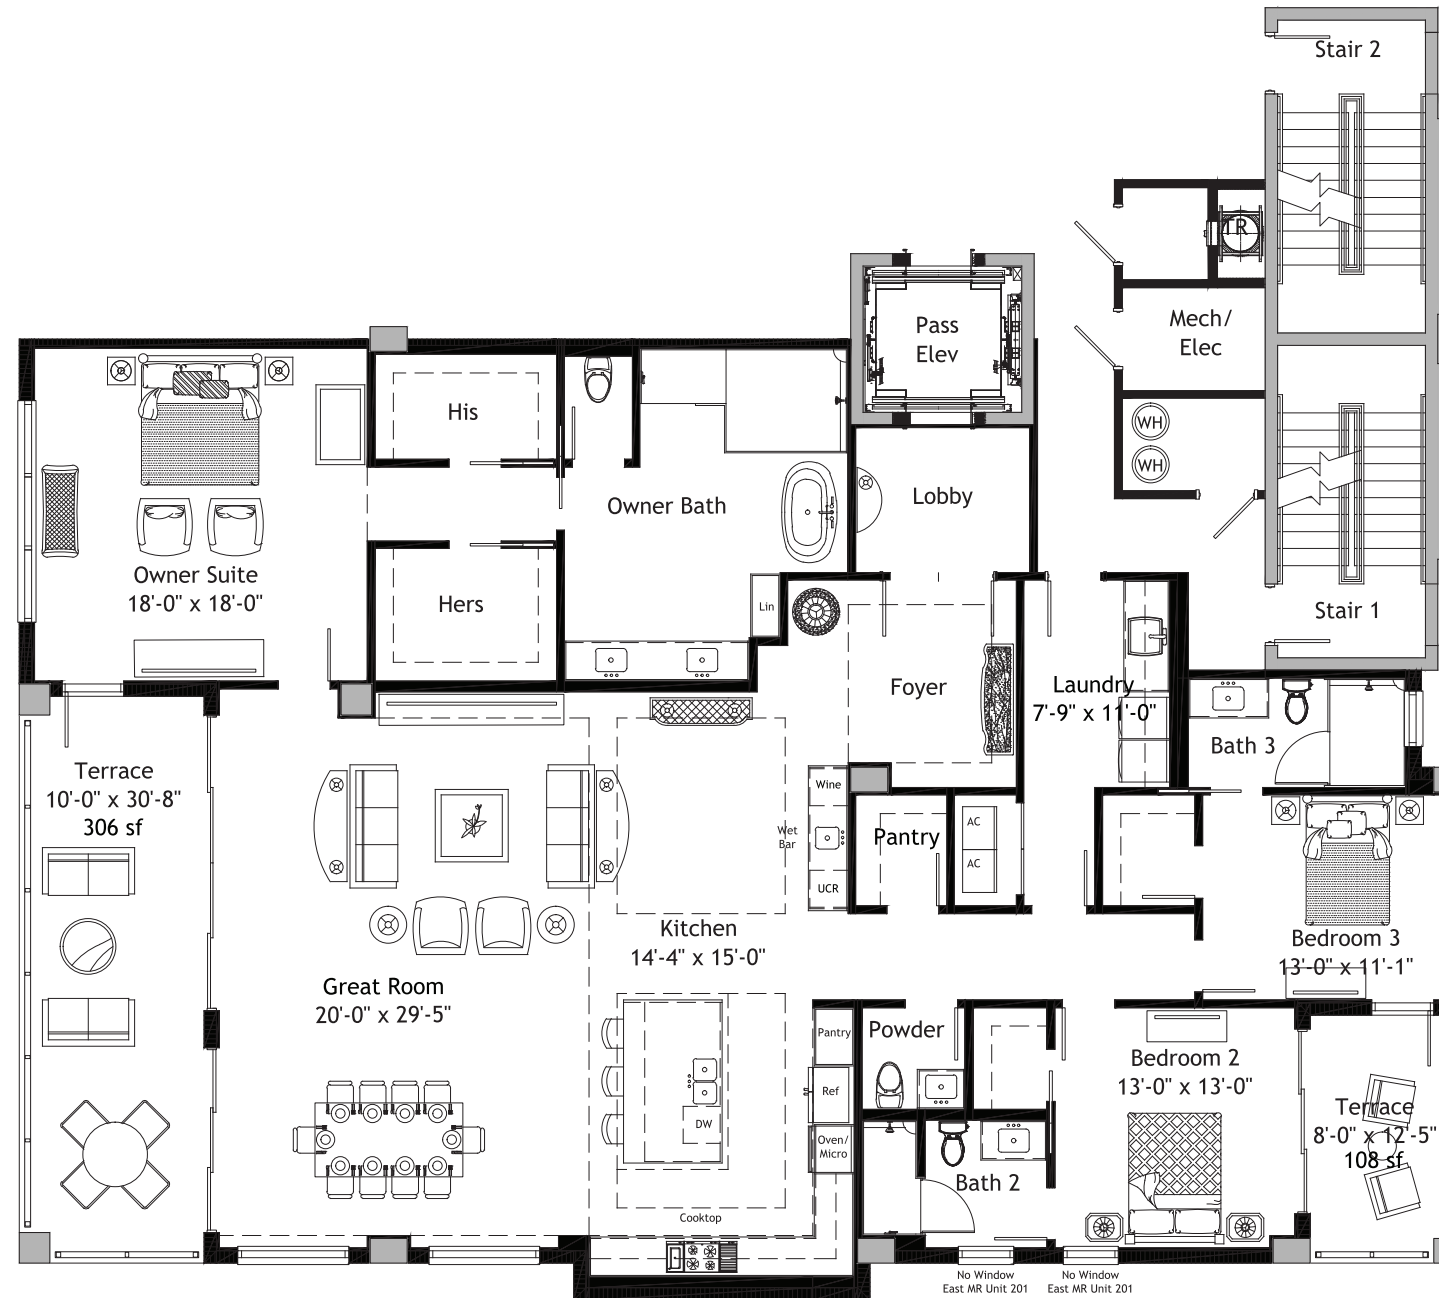 Stair 2
TR
Mech/
Elec
Pass
Elev
His
WH
WH
Owner Bath
Lobby
Owner Suite
18'-0" x 18'-0"
Hers
Lin
Stair 1
Foyer
Laundry
7'-9" x 11'-0"
Bath 3
Terrace
10'-0" x 30'-8"
306 sf
Wine
Wet
Bar
UCR
Pantry
AC
AC
Kitchen
14'-4" x 15'-0"
Bedroom 3
13'-0" x 11'-1"
Great Room
20'-0" x 29'-5"
Pantry
Powder
Ref
DW
Oven/
Micro
Bedroom 2
13'-0" x 13'-0"
Terrace
8'-0" x 12'-5"
108 sf
Bath 2
Cooktop
No Window
East MR Unit 201
No Window
East MR Unit 201